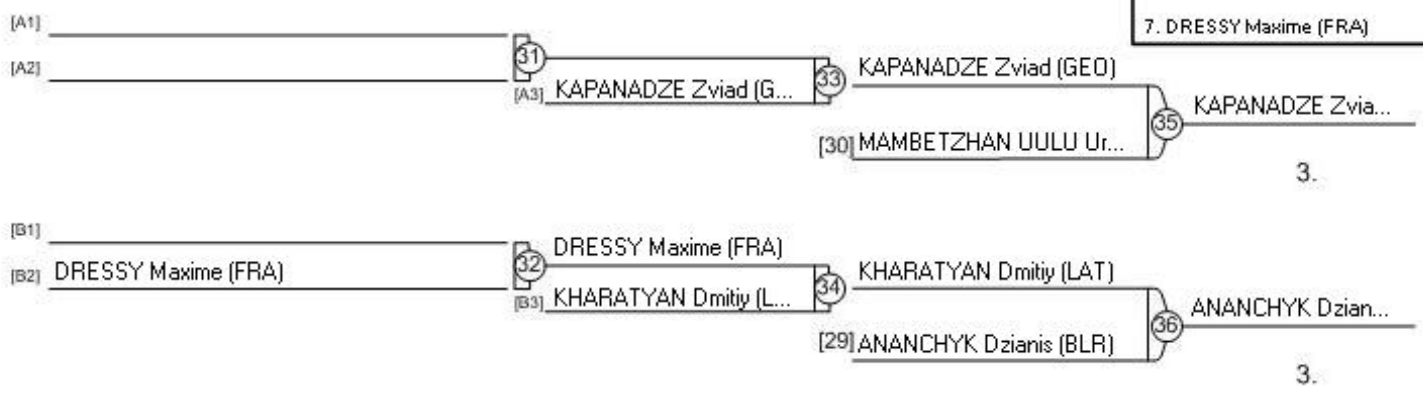 7. DRESSY Maxime (FRA)
[A1]
[A2]
31
[A3] KAPANADZE Zviad (G...
33
KAPANADZE Zviad (GEO)
[30] MAMBETZHAN UULU Ur...
35
KAPANADZE Zvia...
3.
[B1]
[B2] DRESSY Maxime (FRA)
32
DRESSY Maxime (FRA)
[B3] KHARATYAN Dmitiy (L...
34
KHARATYAN Dmitiy (LAT)
[29] ANANCHYK Dzianis (BLR)
36
ANANCHYK Dzian...
3.